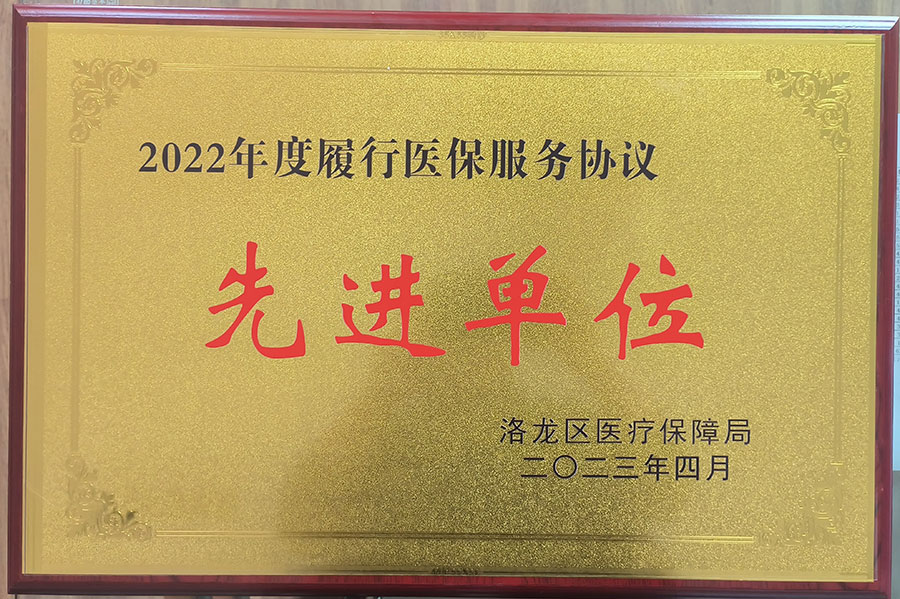 2022年度履行医保服务协议
先进单位
洛龙区医疗保障局
二〇二三年四月